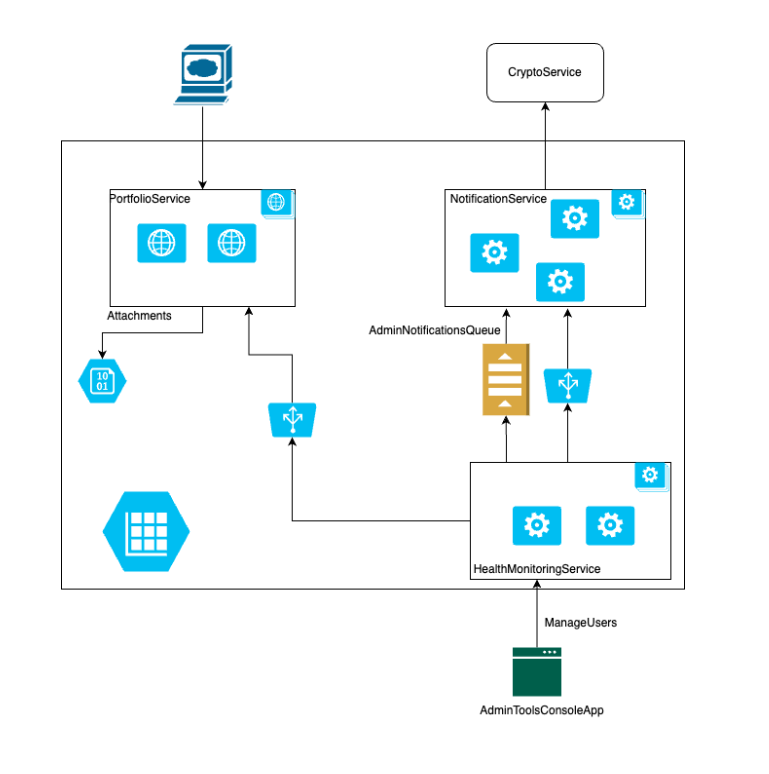 CryptoService
PortfolioService
NotificationService
Attachments
AdminNotificationsQueue
10
01
HealthMonitoringService
ManageUsers
AdminToolsConsoleApp